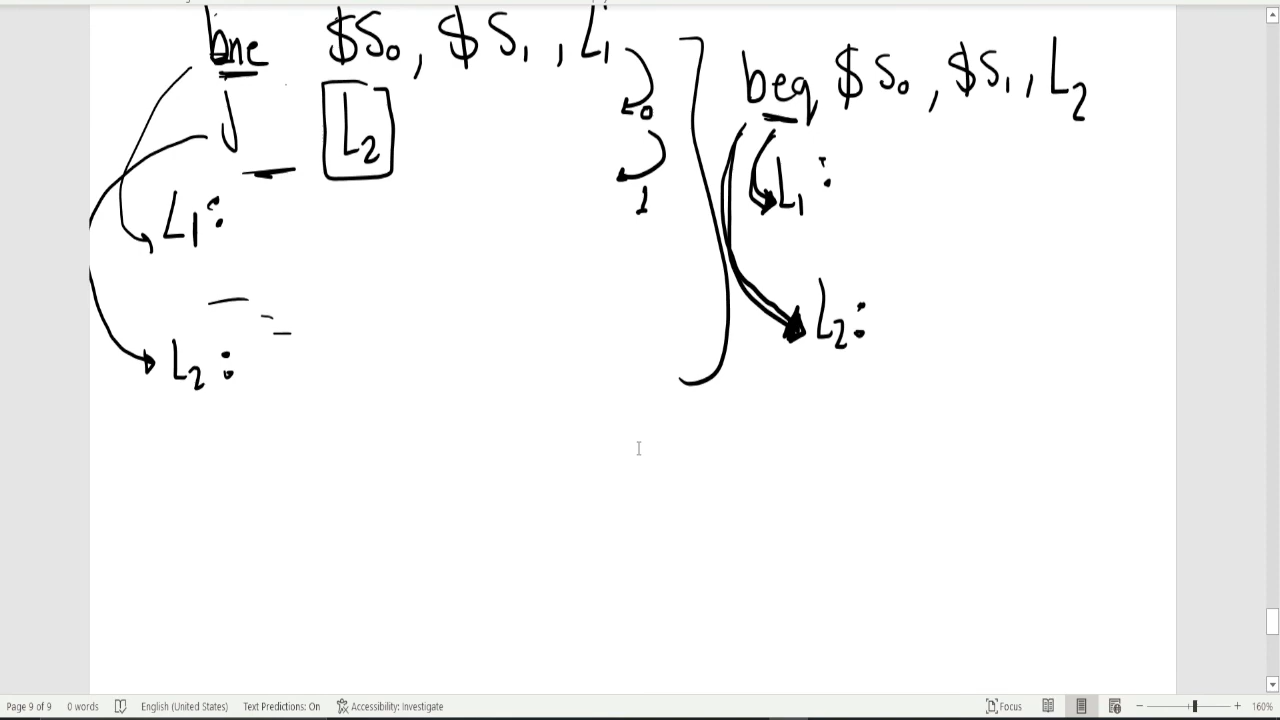 bne $S0, $S1, L1
j L2
0
1
L1:
L2:
beq $S0, $S1, L2
L1:
L2:
Page 9 of 9 0 words English (United States) Text Predictions: On Accessibility: Investigate Focus 160%